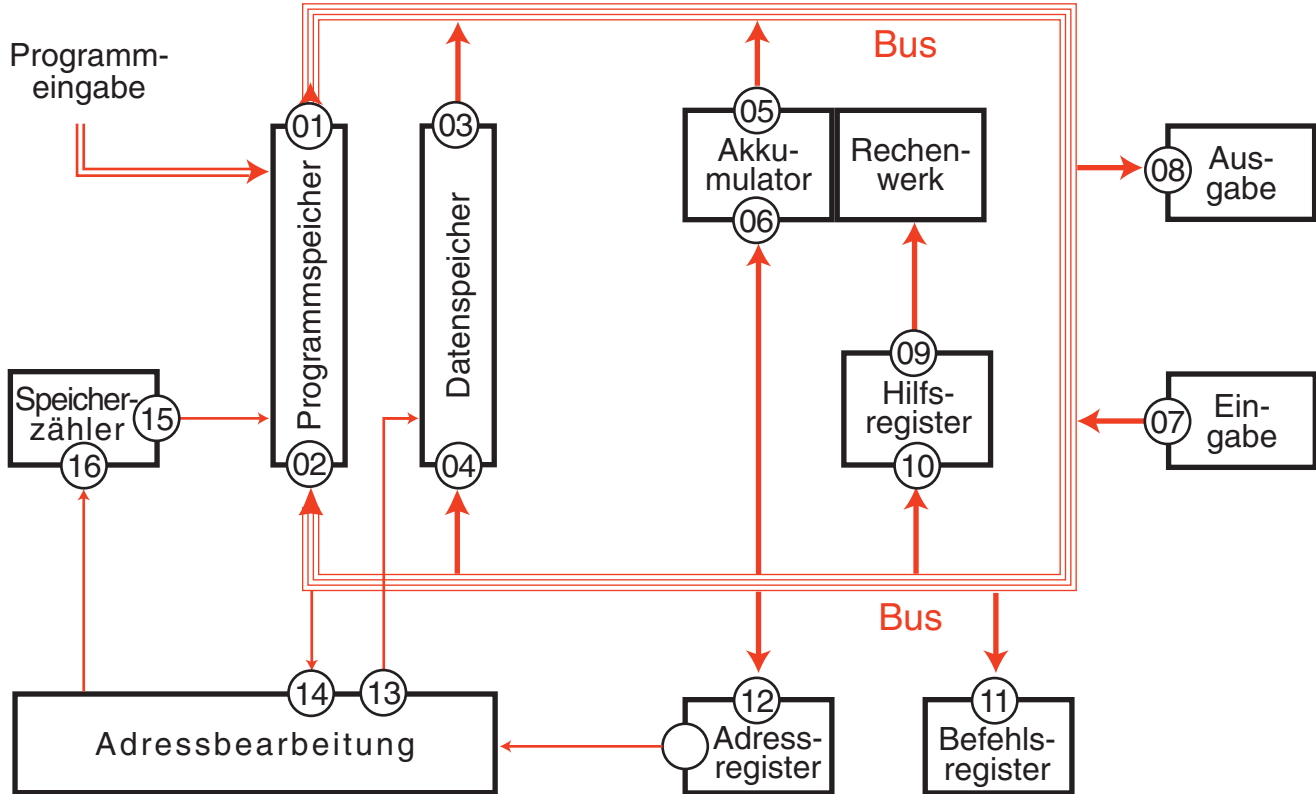 Bus
Programm-
eingabe
01
03
05
Akku-
mulator
06
Rechen-
werk
08
Aus-
gabe
Programmspeicher
Datenspeicher
09
Hilfs-
register
10
07
Ein-
gabe
Speicher-
zähler
15
16
02
04
Bus
14
13
Adressbearbeitung
12
Adress-
register
11
Befehls-
register